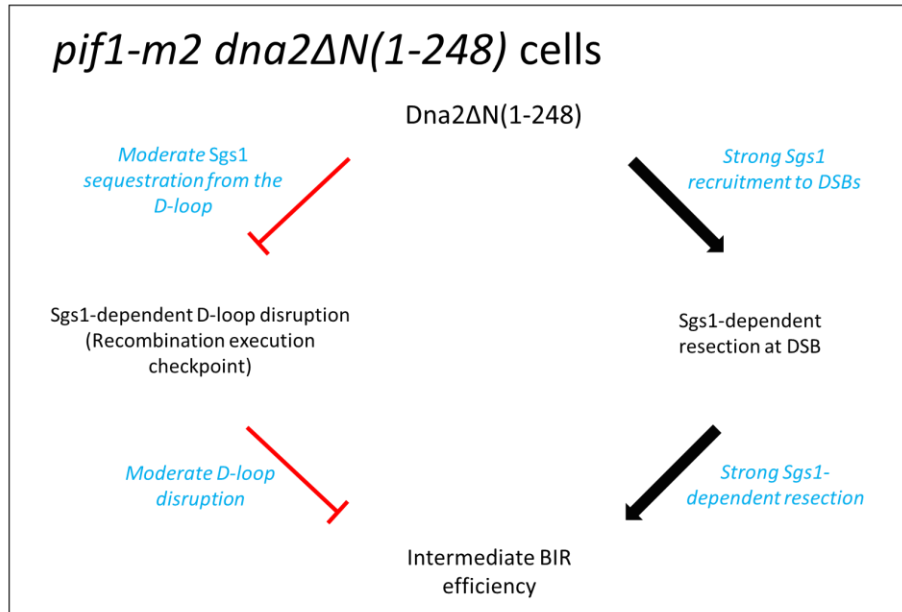 pif1-m2 dna2ΔN(1-248) cells
Dna2ΔN(1-248)
Moderate Sgs1
sequestration from the
D-loop
Strong Sgs1
recruitment to DSBs
Sgs1-dependent D-loop disruption
(Recombination execution
checkpoint)
Sgs1-dependent
resection at DSB
Moderate D-loop
disruption
Strong Sgs1-
dependent resection
Intermediate BIR
efficiency